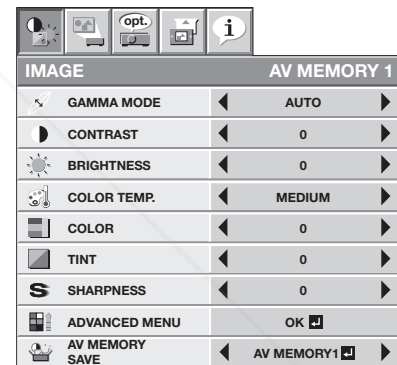 opt.
i
IMAGE AV MEMORY 1
GAMMA MODE AUTO
CONTRAST 0
BRIGHTNESS 0
COLOR TEMP. MEDIUM
COLOR 0
TINT 0
S SHARPNESS 0
ADVANCED MENU OK
AV MEMORY
SAVE AV MEMORY1